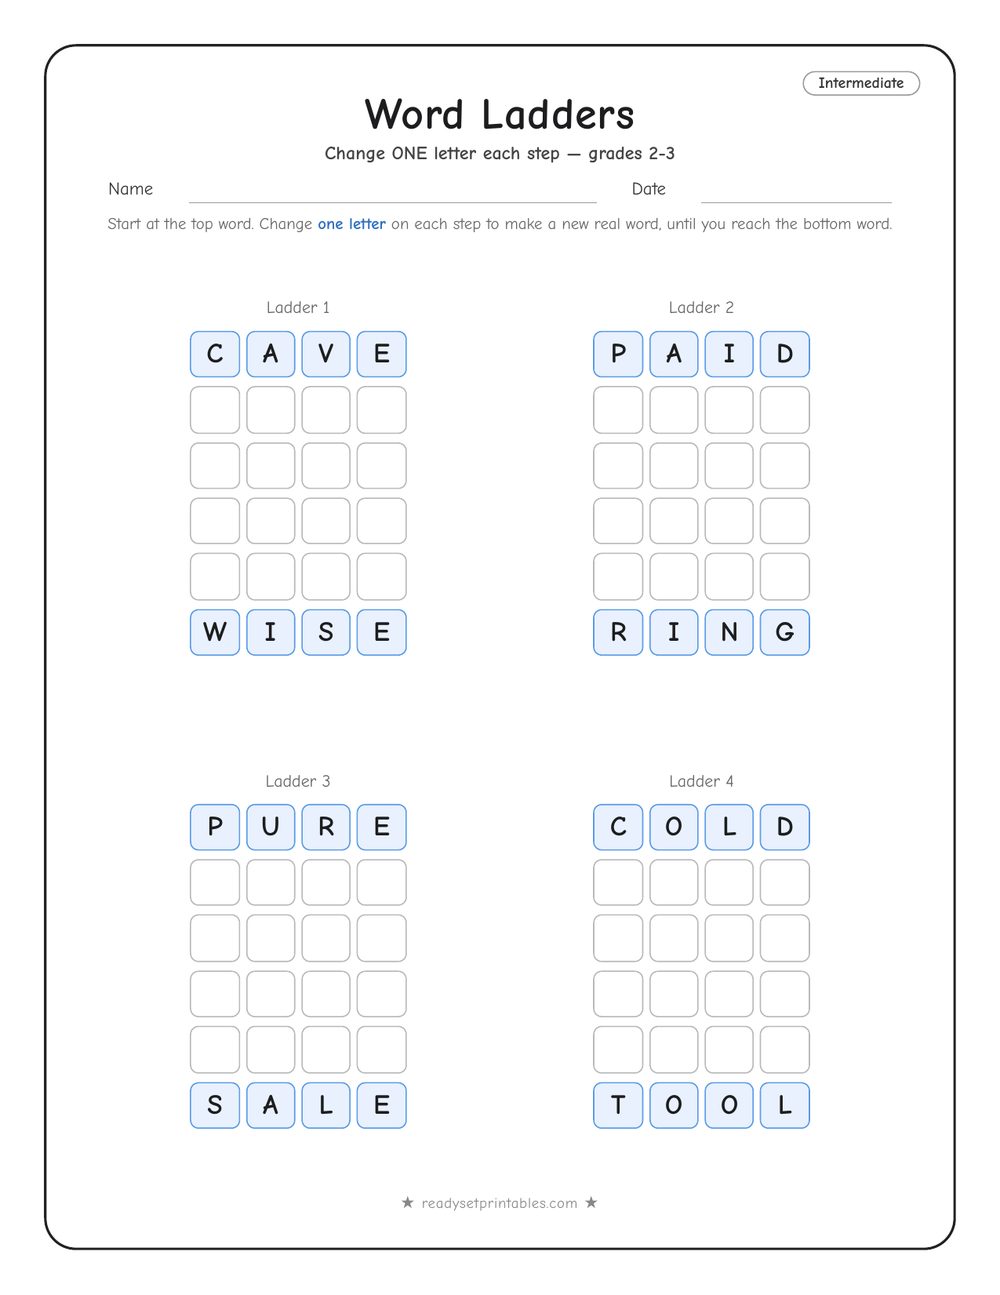 Intermediate
Word Ladders
Change ONE letter each step — grades 2-3
Name Date
Start at the top word. Change one letter on each step to make a new real word, until you reach the bottom word.
Ladder 1
C A V E
W I S E
Ladder 2
P A I D
R I N G
Ladder 3
P U R E
S A L E
Ladder 4
C O L D
T O O L
★ readysetprintables.com ★